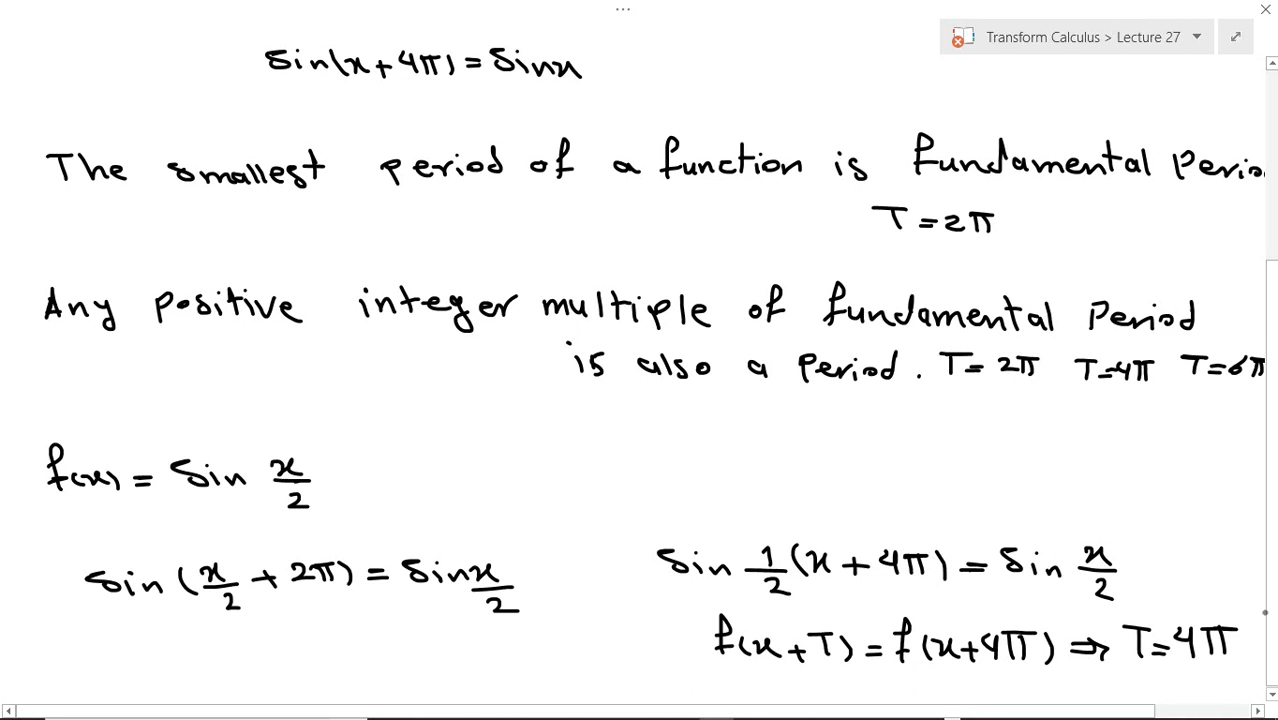 Transform Calculus > Lecture 27
sin(x+4π)=sinx
The smallest period of a function is fundamental Perio
T=2π
Any positive integer multiple of fundamental Period
is also a period. T=2π T=4π T=6π
f(x) = sin x/2
sin(x/2 + 2π) = sin x/2
sin 1/2 (x + 4π) = sin x/2
f(x+T) = f(x+4π) ⇒ T=4π